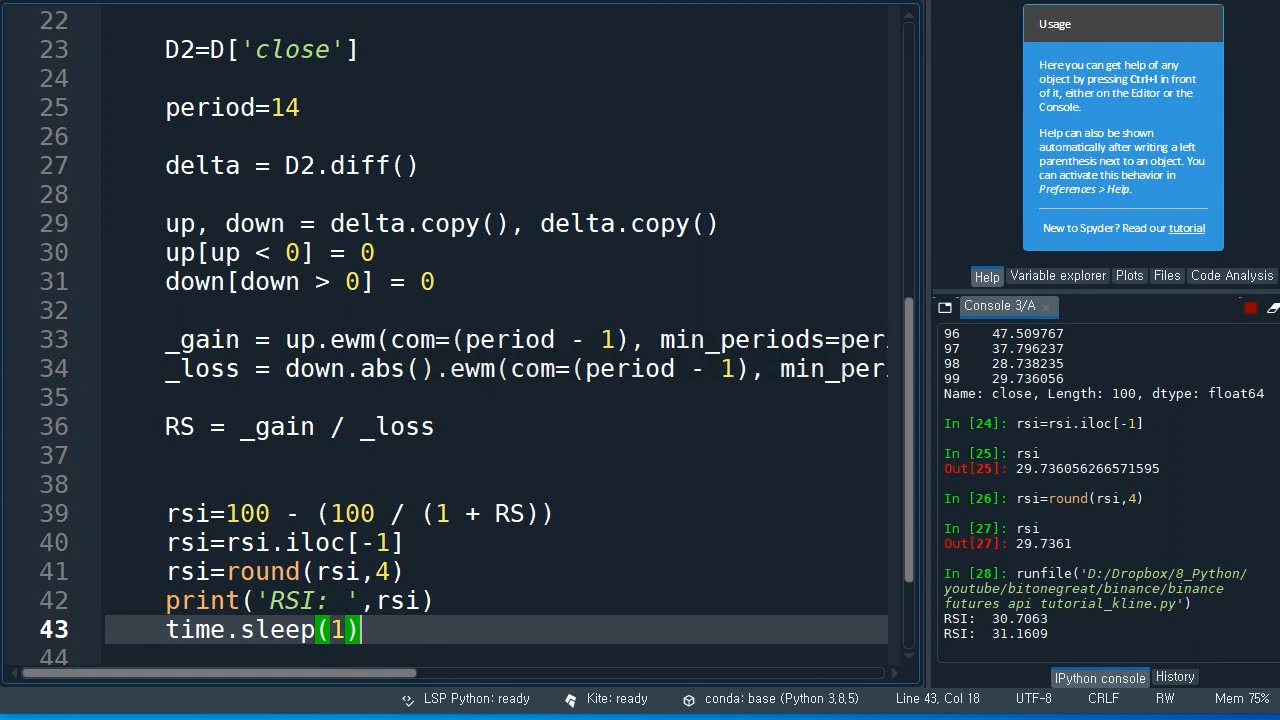 22
23 D2=D['close']
24
25 period=14
26
27 delta = D2.diff()
28
29 up, down = delta.copy(), delta.copy()
30 up[up < 0] = 0
31 down[down > 0] = 0
32
33 _gain = up.ewm(com=(period - 1), min_periods=per
34 _loss = down.abs().ewm(com=(period - 1), min_per
35
36 RS = _gain / _loss
37
38
39 rsi=100 - (100 / (1 + RS))
40 rsi=rsi.iloc[-1]
41 rsi=round(rsi,4)
42 print('RSI: ',rsi)
43 time.sleep(1)
44
Usage
Here you can get help of any
object by pressing Ctrl+I in front
of it, either on the Editor or the
Console.
Help can also be shown
automatically after writing a left
parenthesis next to an object. You
can activate this behavior in
Preferences > Help.
New to Spyder? Read our tutorial
Help Variable explorer Plots Files Code Analysis
Console 3/A
96 47.509767
97 37.796237
98 28.738235
99 29.736056
Name: close, Length: 100, dtype: float64
In [24]: rsi=rsi.iloc[-1]
In [25]: rsi
Out[25]: 29.736056266571595
In [26]: rsi=round(rsi,4)
In [27]: rsi
Out[27]: 29.7361
In [28]: runfile('D:/Dropbox/8_Python/
youtube/bitonegreat/binance/binance
futures api tutorial_kline.py')
RSI: 30.7063
RSI: 31.1609
IPython console History
LSP Python: ready Kite: ready conda: base (Python 3,8,5) Line 43, Col 18 UTF-8 CRLF RW Mem 75%